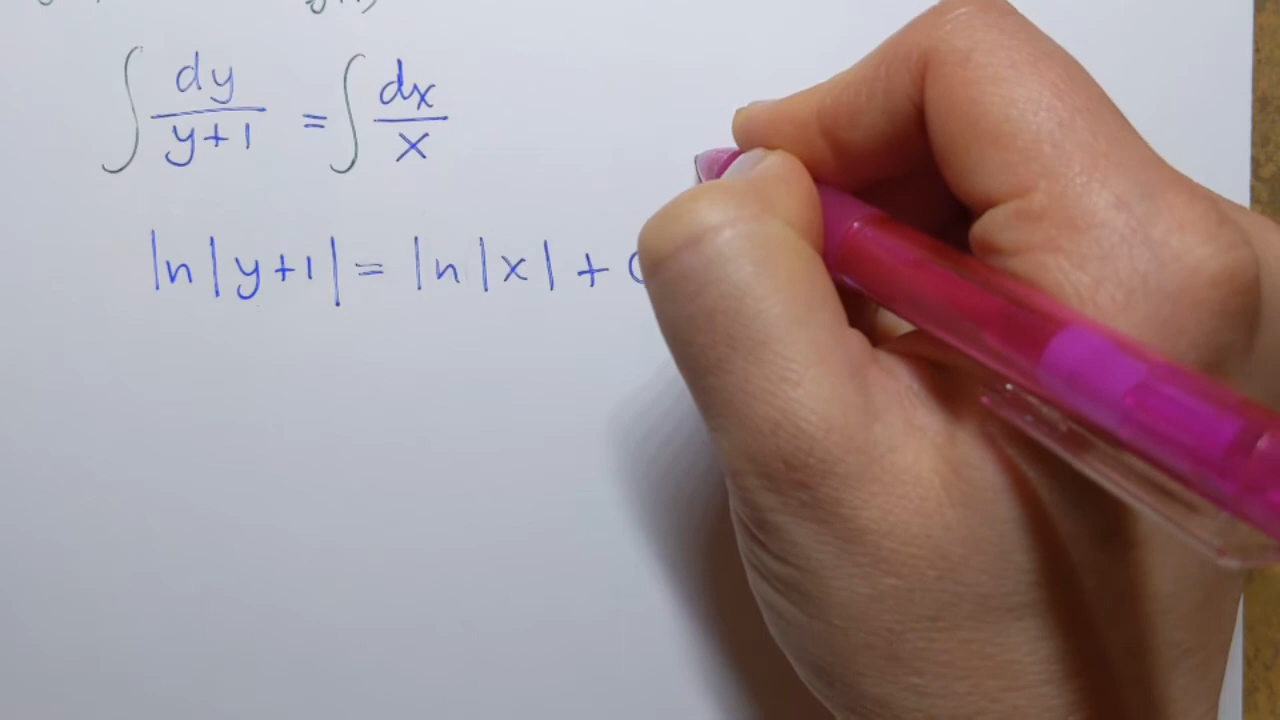 ∫ dy/(y+1) = ∫ dx/x
ln|y+1| = ln|x| +